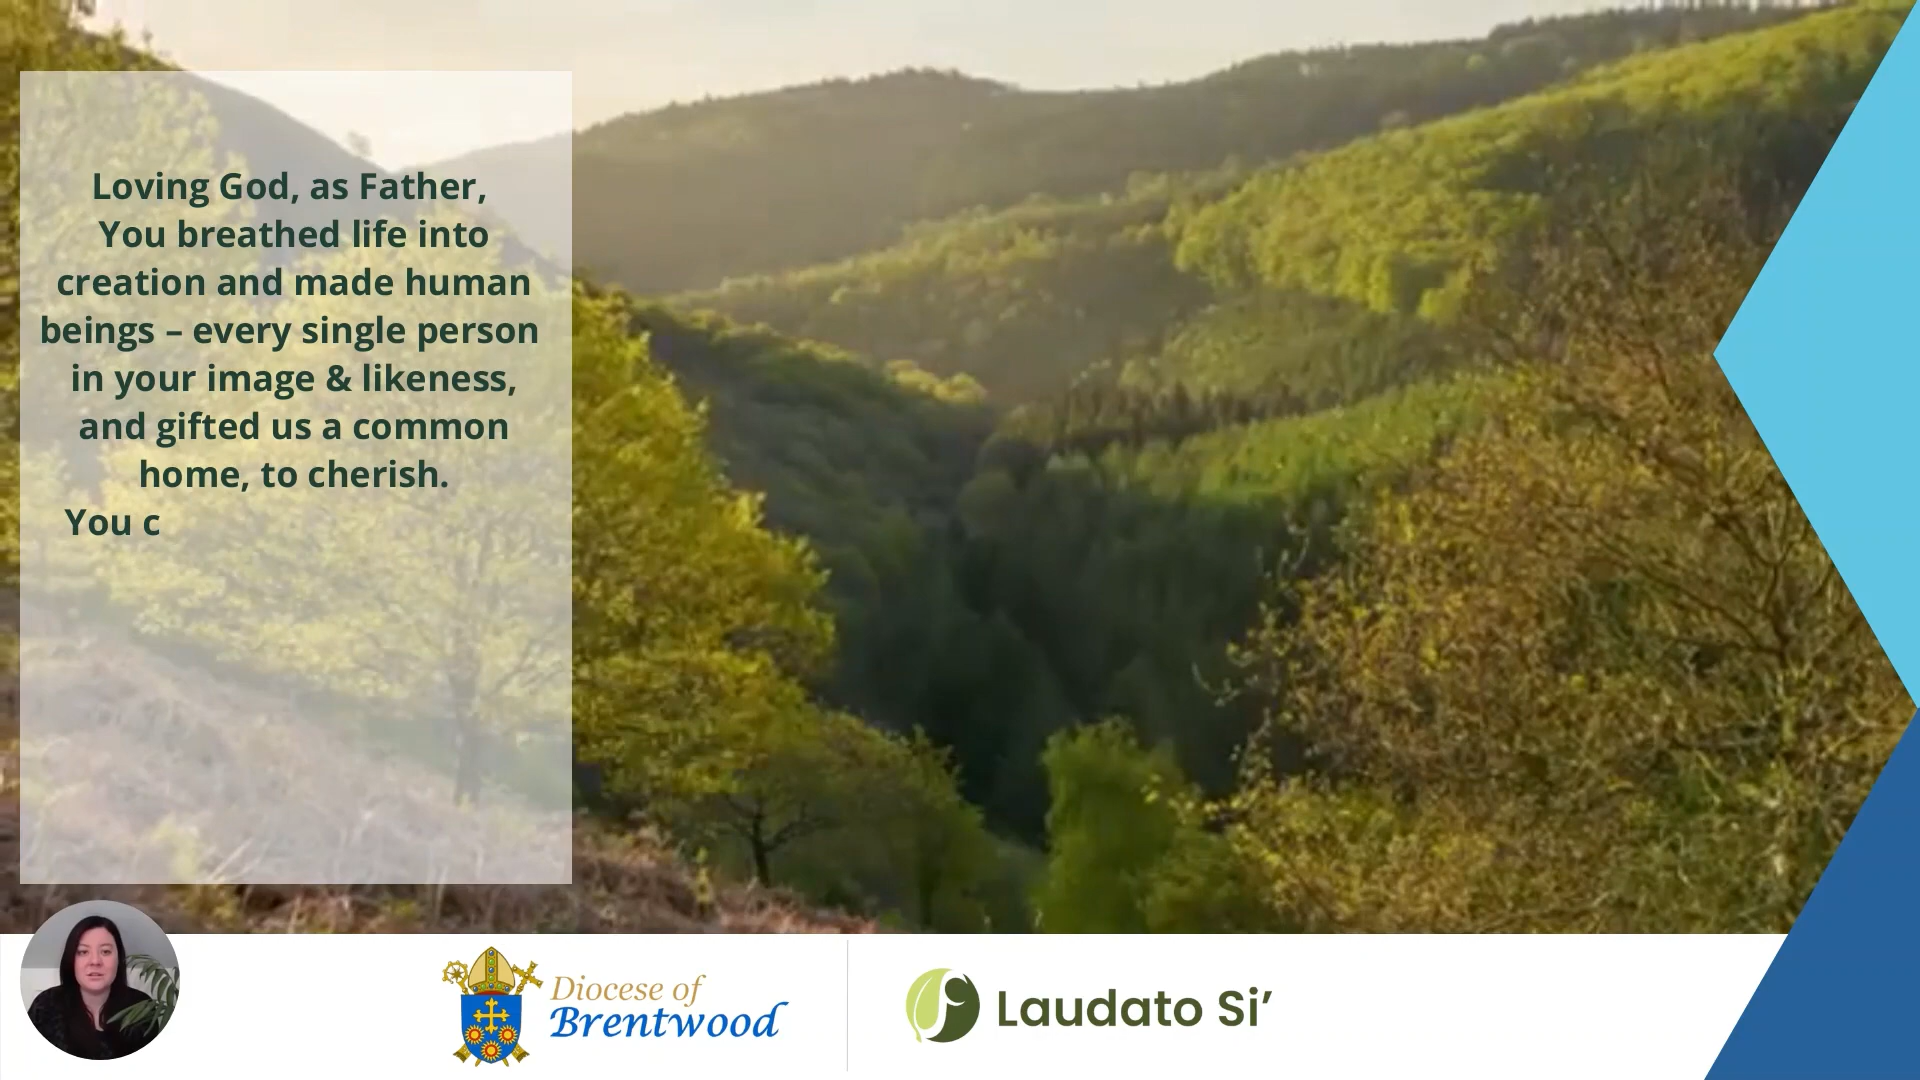 Loving God, as Father,
You breathed life into
creation and made human
beings – every single person
in your image & likeness,
and gifted us a common
home, to cherish.
You c
Diocese of
Brentwood
Laudato Si’